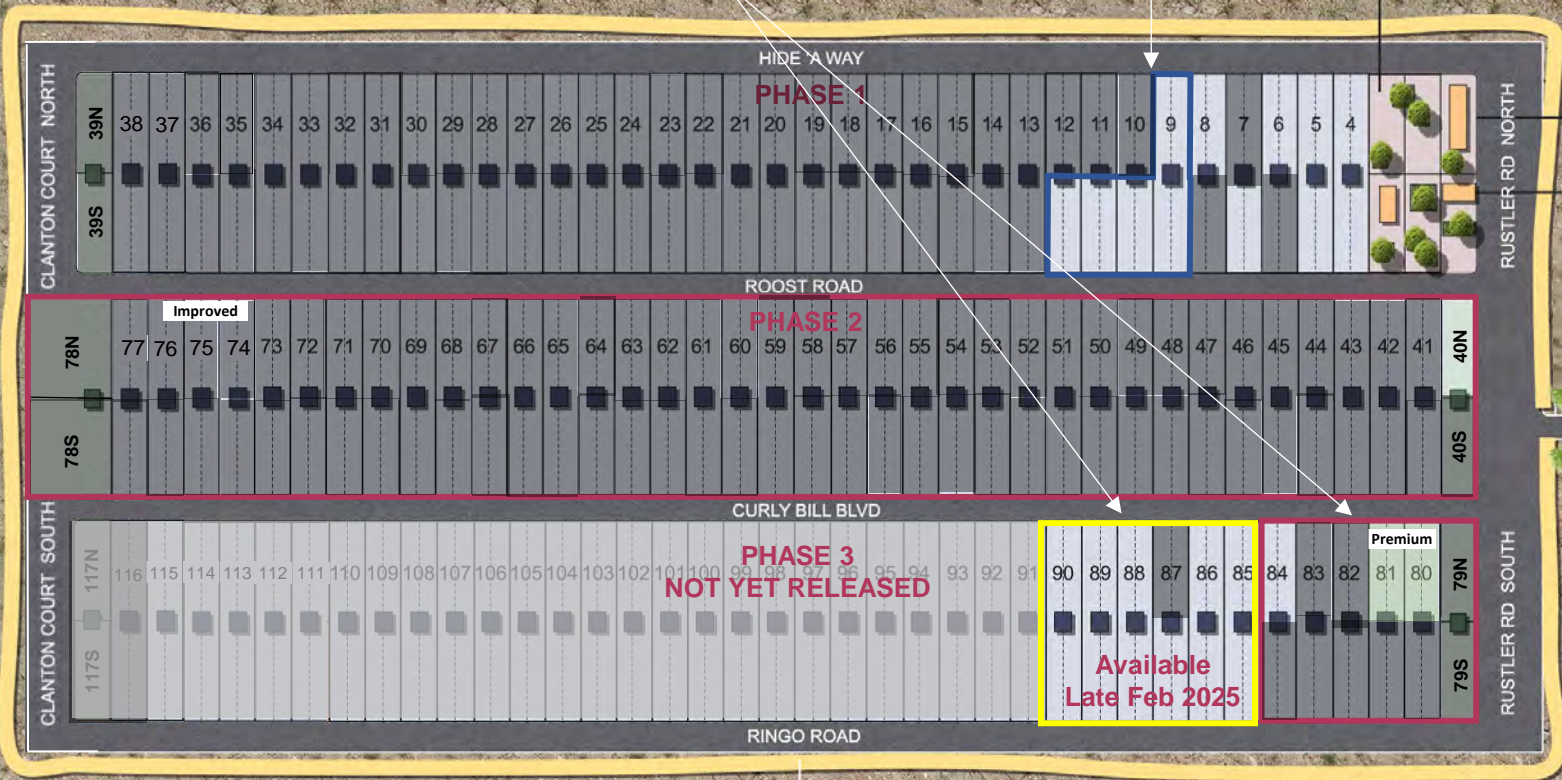 HIDE 'A WAY
PHASE 1
CLANTON COURT NORTH
39N
38 37 36 35 34 33 32 31 30 29 28 27 26 25 24 23 22 21 20 19 18 17 16 15 14 13 12 11 10 9 8 7 6 5 4
39S
RUSTLER RD NORTH
ROOST ROAD
Improved
PHASE 2
78N
77 76 75 74 73 72 71 70 69 68 67 66 65 64 63 62 61 60 59 58 57 56 55 54 53 52 51 50 49 48 47 46 45 44 43 42 41
40N
78S
40S
CURLY BILL BLVD
CLANTON COURT SOUTH
117N
PHASE 3
NOT YET RELEASED
Premium
116 115 114 113 112 111 110 109 108 107 106 105 104 103 102 101 100 99 98 97 96 95 94 93 92 91 90 89 88 87 86 85 84 83 82 81 80
79N
117S
Available
Late Feb 2025
79S
RUSTLER RD SOUTH
RINGO ROAD